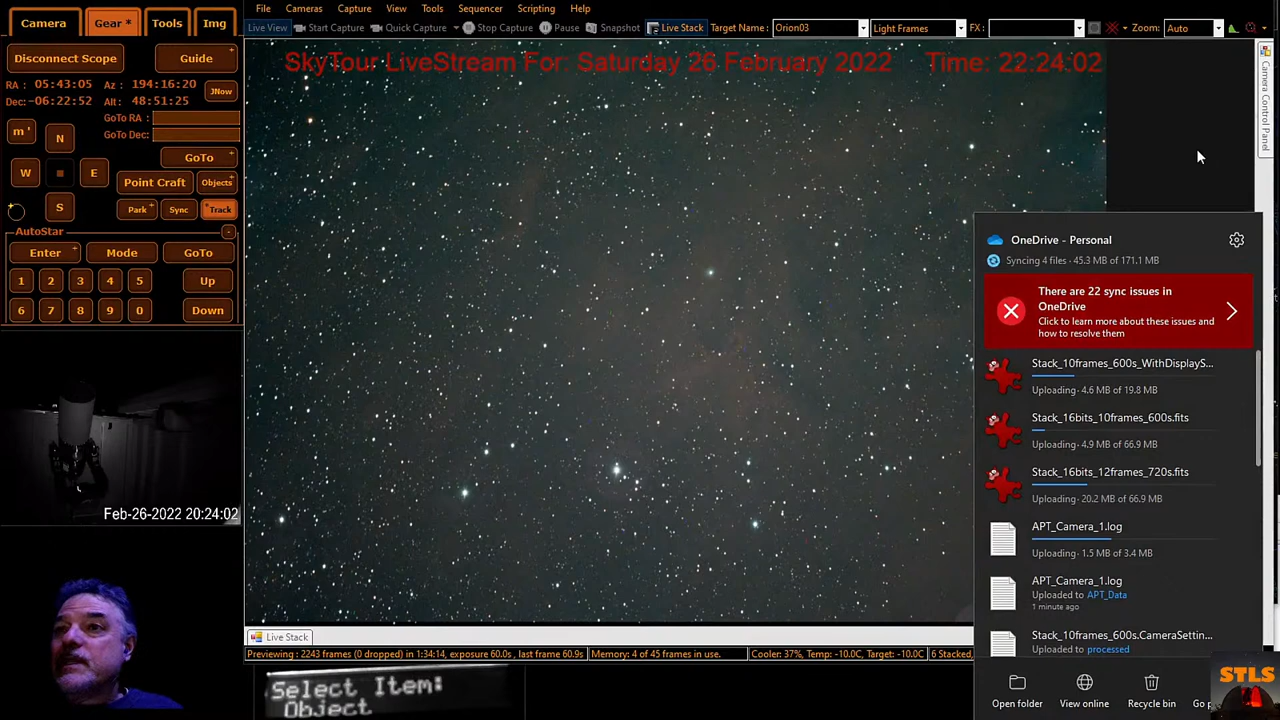 Camera Gear * Tools Img
Disconnect Scope Guide
RA : 05:43:05 Az : 194:16:20
Dec: -06:22:52 Alt: 48:51:25
JNow
GoTo RA :
GoTo Dec:
m '
N
GoTo
W E
Point Craft Objects
S
Park Sync Track
AutoStar
Enter Mode GoTo
1 2 3 4 5 Up
6 7 8 9 0 Down
Feb-26-2022 20:24:02
File Cameras Capture View Tools Sequencer Scripting Help
Live View Start Capture Quick Capture Stop Capture Pause Snapshot Live Stack Target Name : Orion03 Light Frames FX : Zoom: Auto
SkyTour LiveStream For Saturday 26 February 2022 Time: 22:24:02
Camera Control Panel
OneDrive - Personal
Syncing 4 files - 45.3 MB of 171.1 MB
There are 22 sync issues in
OneDrive
Click to learn more about these issues and
how to resolve them
Stack_10frames_600s_WithDisplayS...
Uploading - 4.6 MB of 19.8 MB
Stack_16bits_10frames_600s.fits
Uploading - 4.9 MB of 66.9 MB
Stack_16bits_12frames_720s.fits
Uploading - 20.2 MB of 66.9 MB
APT_Camera_1.log
Uploading - 1.5 MB of 3.4 MB
APT_Camera_1.log
Uploaded to APT_Data
1 minute ago
Stack_10frames_600s.CameraSettin...
Uploaded to processed
Open folder View online Recycle bin Go p
STLS
Live Stack
Previewing : 2243 frames (0 dropped) in 1:34:14, exposure 60.0s , last frame 60.9s Memory: 4 of 45 frames in use. Cooler: 37%, Temp: -10.0C, Target: -10.0C 6 Stacked,
Select Item:
Object